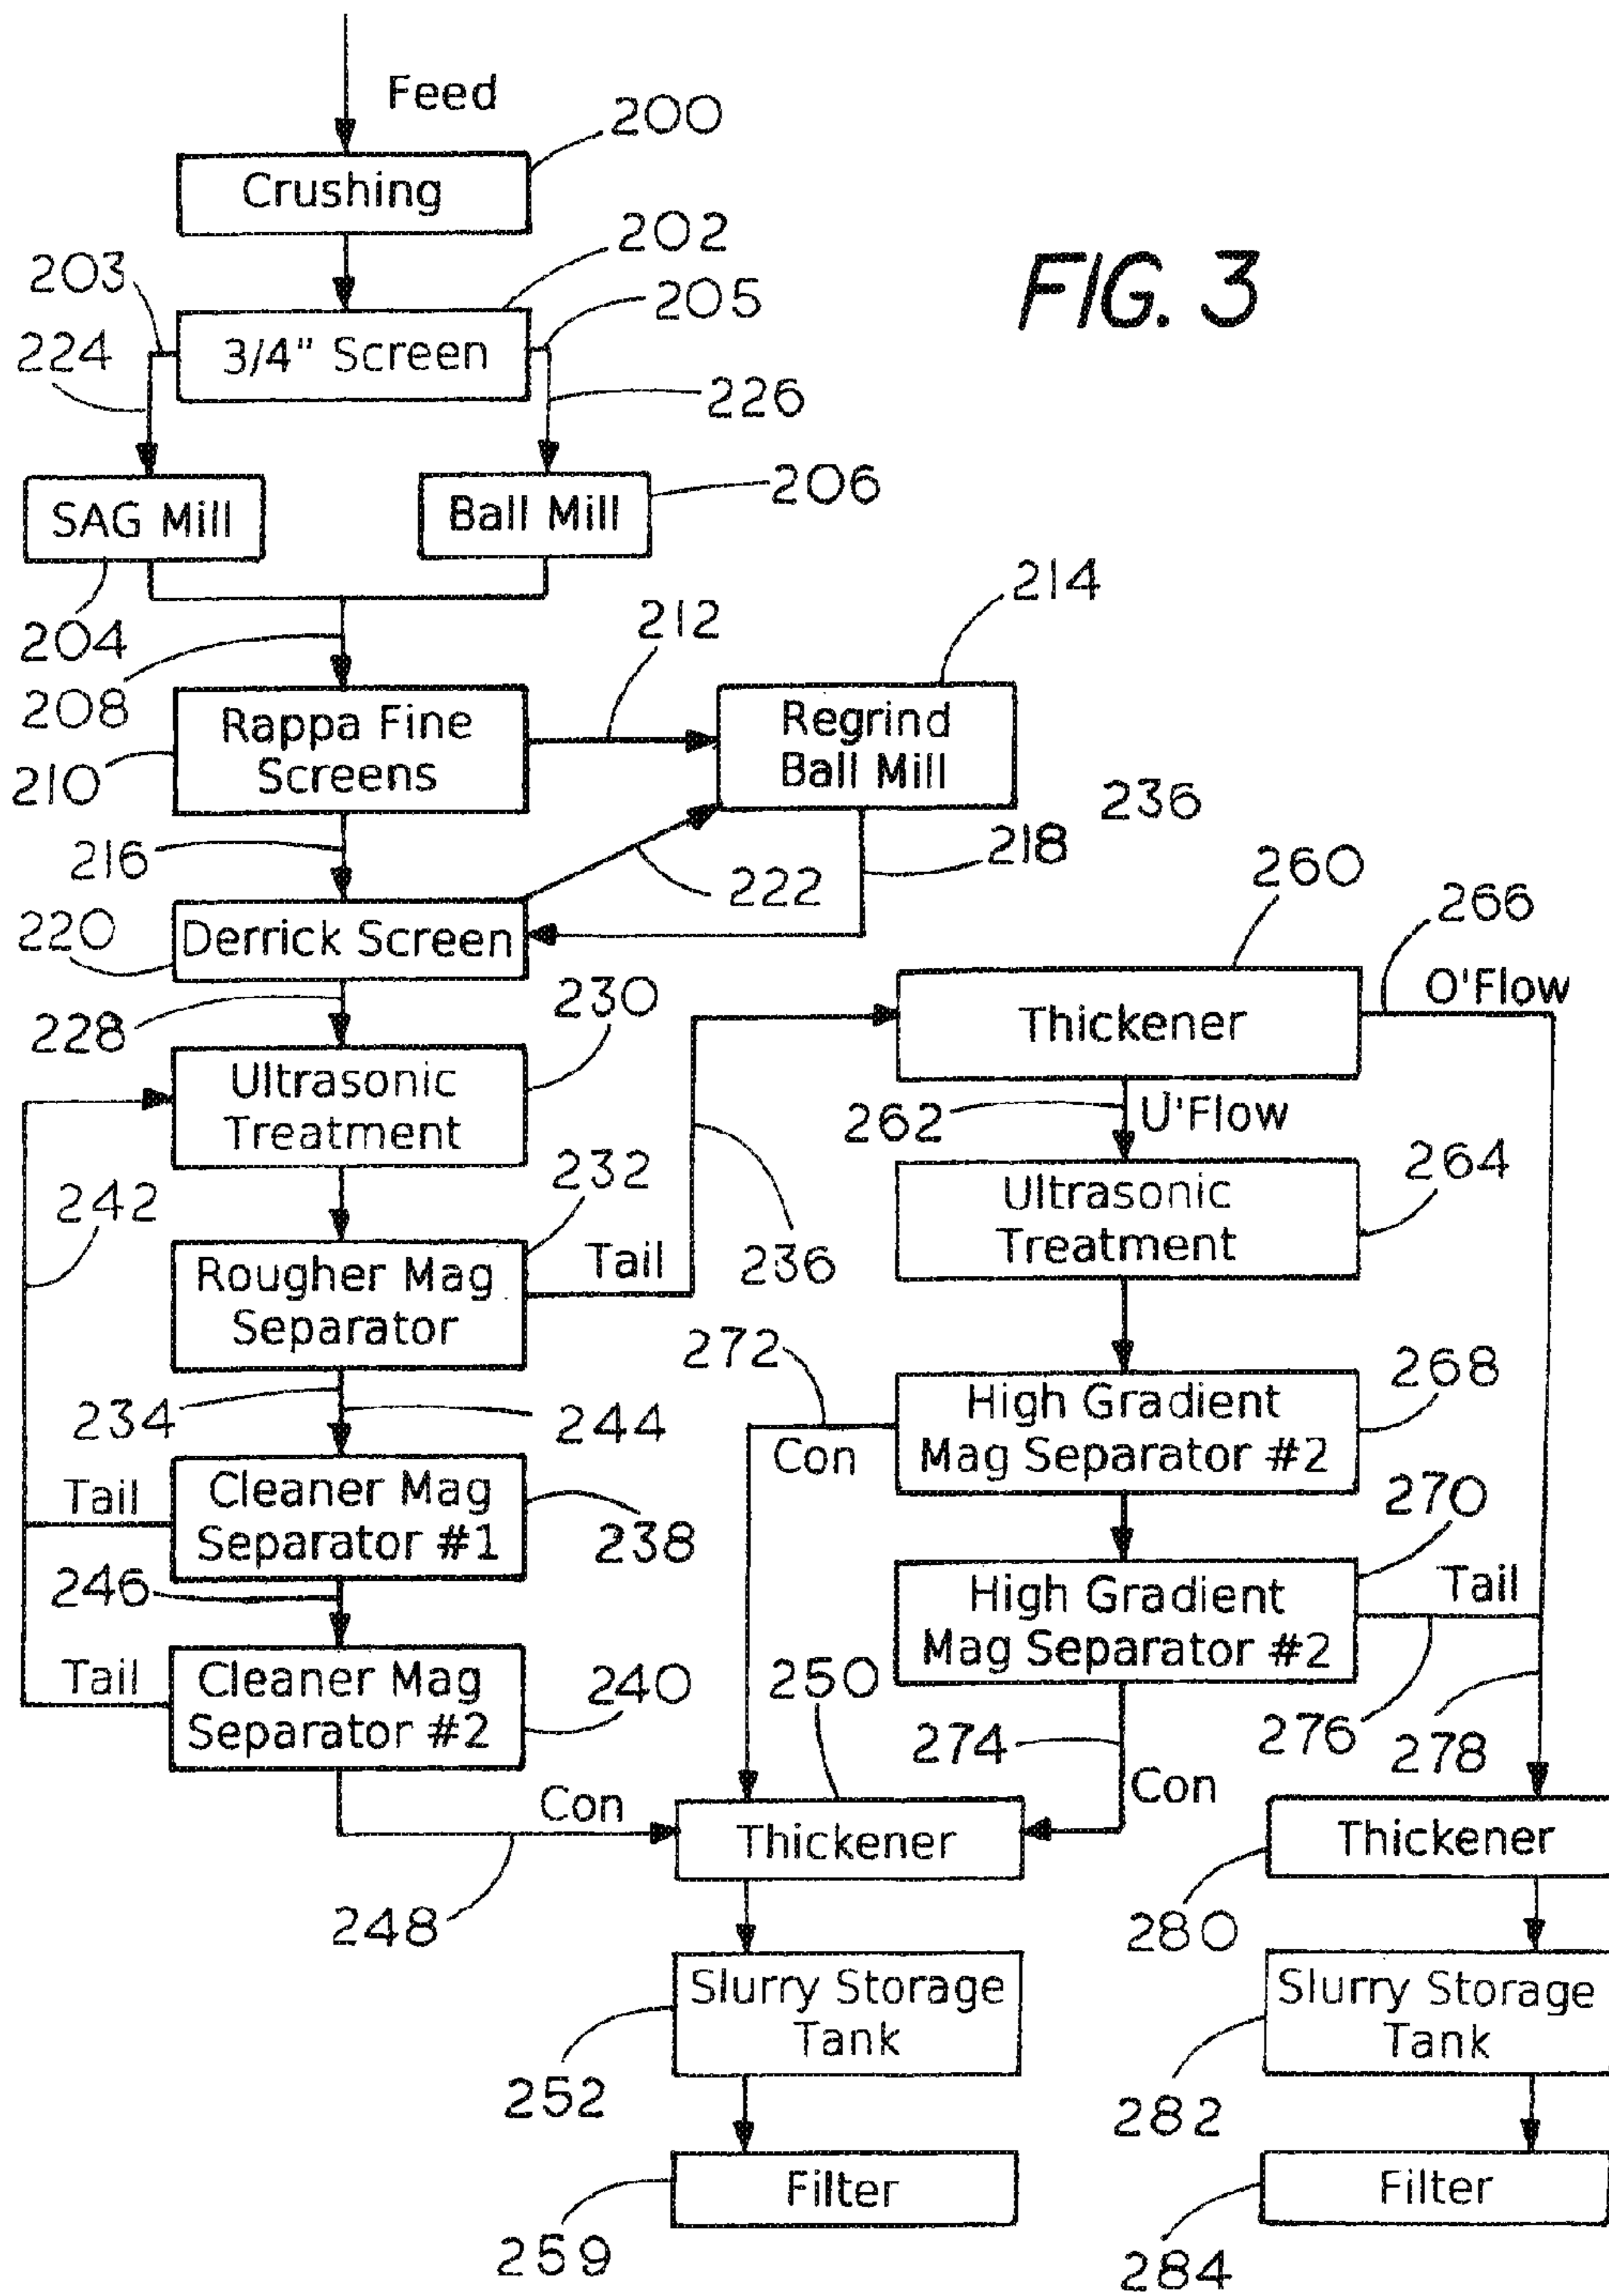 Feed
200
Crushing
202
203
205
FIG. 3
224
3/4" Screen
226
206
SAG Mill
Ball Mill
214
212
204
208
Rappa Fine
Screens
Regrind
Ball Mill
210
236
216
218
222
260
266
220
Derrick Screen
230
O'Flow
228
Thickener
Ultrasonic
Treatment
262
U'Flow
232
264
242
Ultrasonic
Treatment
Tail
236
Rougher Mag
Separator
272
268
234
244
High Gradient
Mag Separator #2
Con
Tail
Cleaner Mag
Separator #1
238
270
246
High Gradient
Mag Separator #2
Tail
Tail
Cleaner Mag
Separator #2
240
250
274
276
278
Con
Con
Thickener
Thickener
248
280
Slurry Storage
Tank
Slurry Storage
Tank
252
282
Filter
Filter
259
284